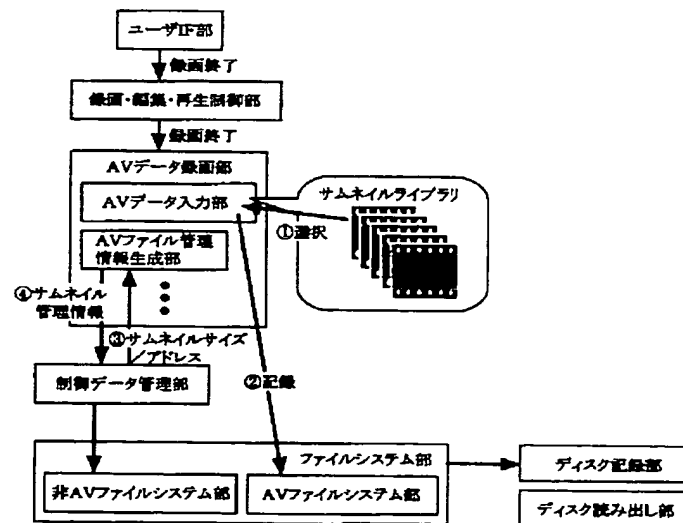 ユーザIF部
録画終了
録画・編集・再生制御部
録画終了
AVデータ録画部
AVデータ入力部
サムネイルライブラリ
①選択
AVファイル管理
情報生成部
④サムネイル
管理情報
③サムネイルサイズ
／アドレス
②記録
制御データ管理部
ファイルシステム部
非AVファイルシステム部
AVファイルシステム部
ディスク記録部
ディスク読み出し部